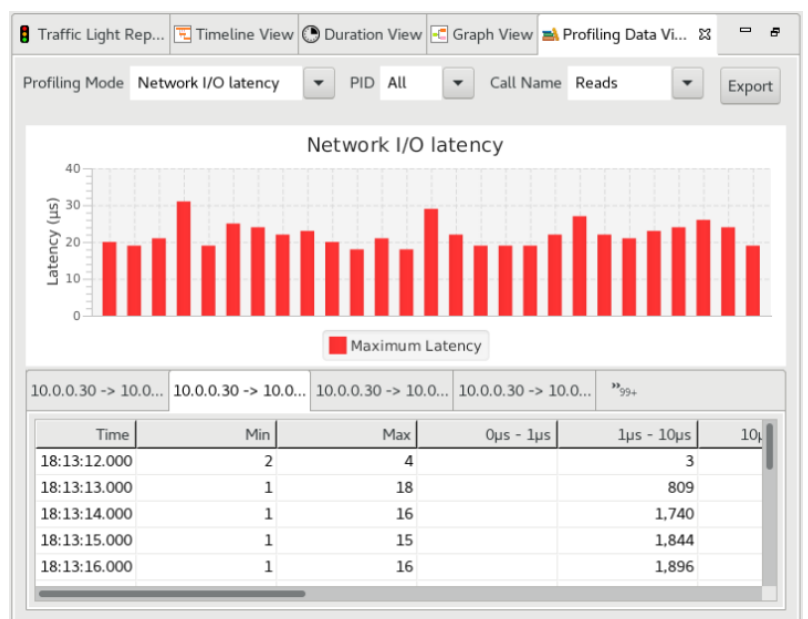 Traffic Light Rep... Timeline View Duration View Graph View Profiling Data Vi...
Profiling Mode Network I/O latency PID All Call Name Reads Export
Network I/O latency
40
30
20
10
0
Latency (µs)
Maximum Latency
10.0.0.30 -> 10.0... 10.0.0.30 -> 10.0... 10.0.0.30 -> 10.0... 10.0.0.30 -> 10.0... »99+
Time Min Max 0µs - 1µs 1µs - 10µs 10µ
18:13:12.000 2 4 3
18:13:13.000 1 18 809
18:13:14.000 1 16 1,740
18:13:15.000 1 15 1,844
18:13:16.000 1 16 1,896